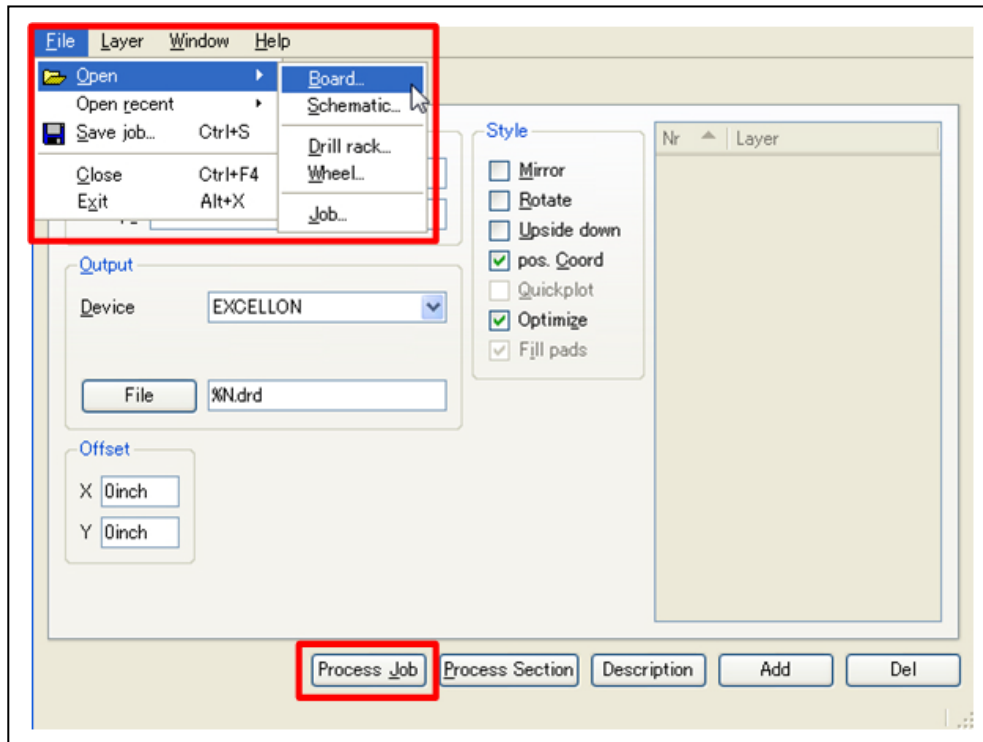 File Layer Window Help
Open
Open recent
Save job... Ctrl+S
Close Ctrl+F4
Exit Alt+X
Board...
Schematic...
Drill rack...
Wheel...
Job...
Style
Mirror
Rotate
Upside down
pos. Coord
Quickplot
Optimize
Fill pads
Nr Layer
Output
Device EXCELLON
File %N.drd
Offset
X 0inch
Y 0inch
Process Job Process Section Description Add Del